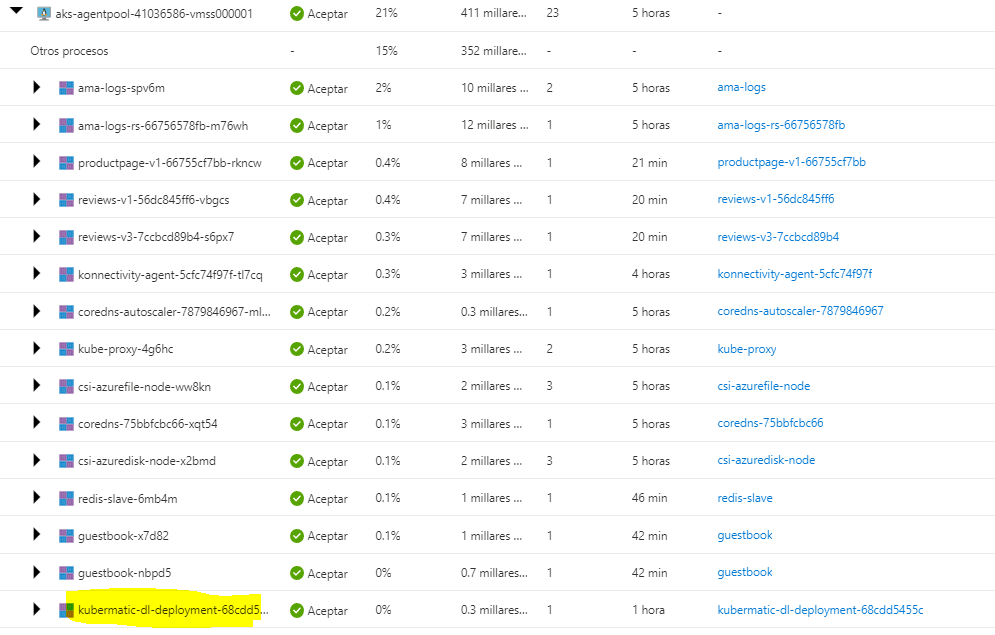 aks-agentpool-41036586-vmss000001 Aceptar 21% 411 millare... 23 5 horas -
Otros procesos - 15% 352 millare... - - -
ama-logs-spv6m Aceptar 2% 10 millares ... 2 5 horas ama-logs
ama-logs-rs-66756578fb-m76wh Aceptar 1% 12 millares ... 1 5 horas ama-logs-rs-66756578fb
productpage-v1-66755cf7bb-rkncw Aceptar 0.4% 8 millares ... 1 21 min productpage-v1-66755cf7bb
reviews-v1-56dc845ff6-vbgcs Aceptar 0.4% 7 millares ... 1 20 min reviews-v1-56dc845ff6
reviews-v3-7ccbcd89b4-s6px7 Aceptar 0.3% 7 millares ... 1 20 min reviews-v3-7ccbcd89b4
konnectivity-agent-5cfc74f97f-tl7cq Aceptar 0.3% 3 millares ... 1 4 horas konnectivity-agent-5cfc74f97f
coredns-autoscaler-7879846967-ml... Aceptar 0.2% 0.3 millares... 1 5 horas coredns-autoscaler-7879846967
kube-proxy-4g6hc Aceptar 0.2% 3 millares ... 2 5 horas kube-proxy
csi-azurefile-node-ww8kn Aceptar 0.1% 2 millares ... 3 5 horas csi-azurefile-node
coredns-75bbfcbc66-xqt54 Aceptar 0.1% 3 millares ... 1 5 horas coredns-75bbfcbc66
csi-azuredisk-node-x2bmd Aceptar 0.1% 2 millares ... 3 5 horas csi-azuredisk-node
redis-slave-6mb4m Aceptar 0.1% 1 millares ... 1 46 min redis-slave
guestbook-x7d82 Aceptar 0.1% 1 millares ... 1 42 min guestbook
guestbook-nbpd5 Aceptar 0% 0.7 millares... 1 42 min guestbook
kubermatic-dl-deployment-68cdd5... Aceptar 0% 0.3 millares... 1 1 hora kubermatic-dl-deployment-68cdd5455c